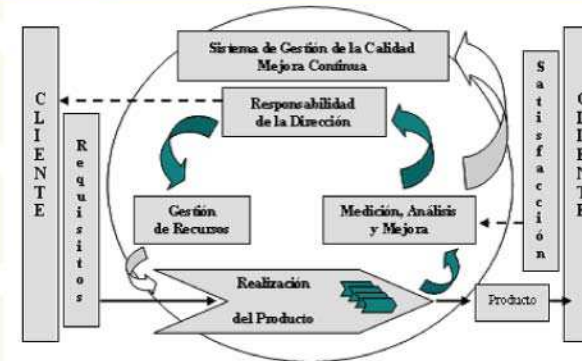 Sistema de Gestión de la Calidad
Mejora Continua
CLIENTE
Requisitos
Responsabilidad
de la Dirección
Gestión
de Recursos
Medición, Análisis
y Mejora
Realización
del Producto
Producto
Satisfacción
CLIENTE